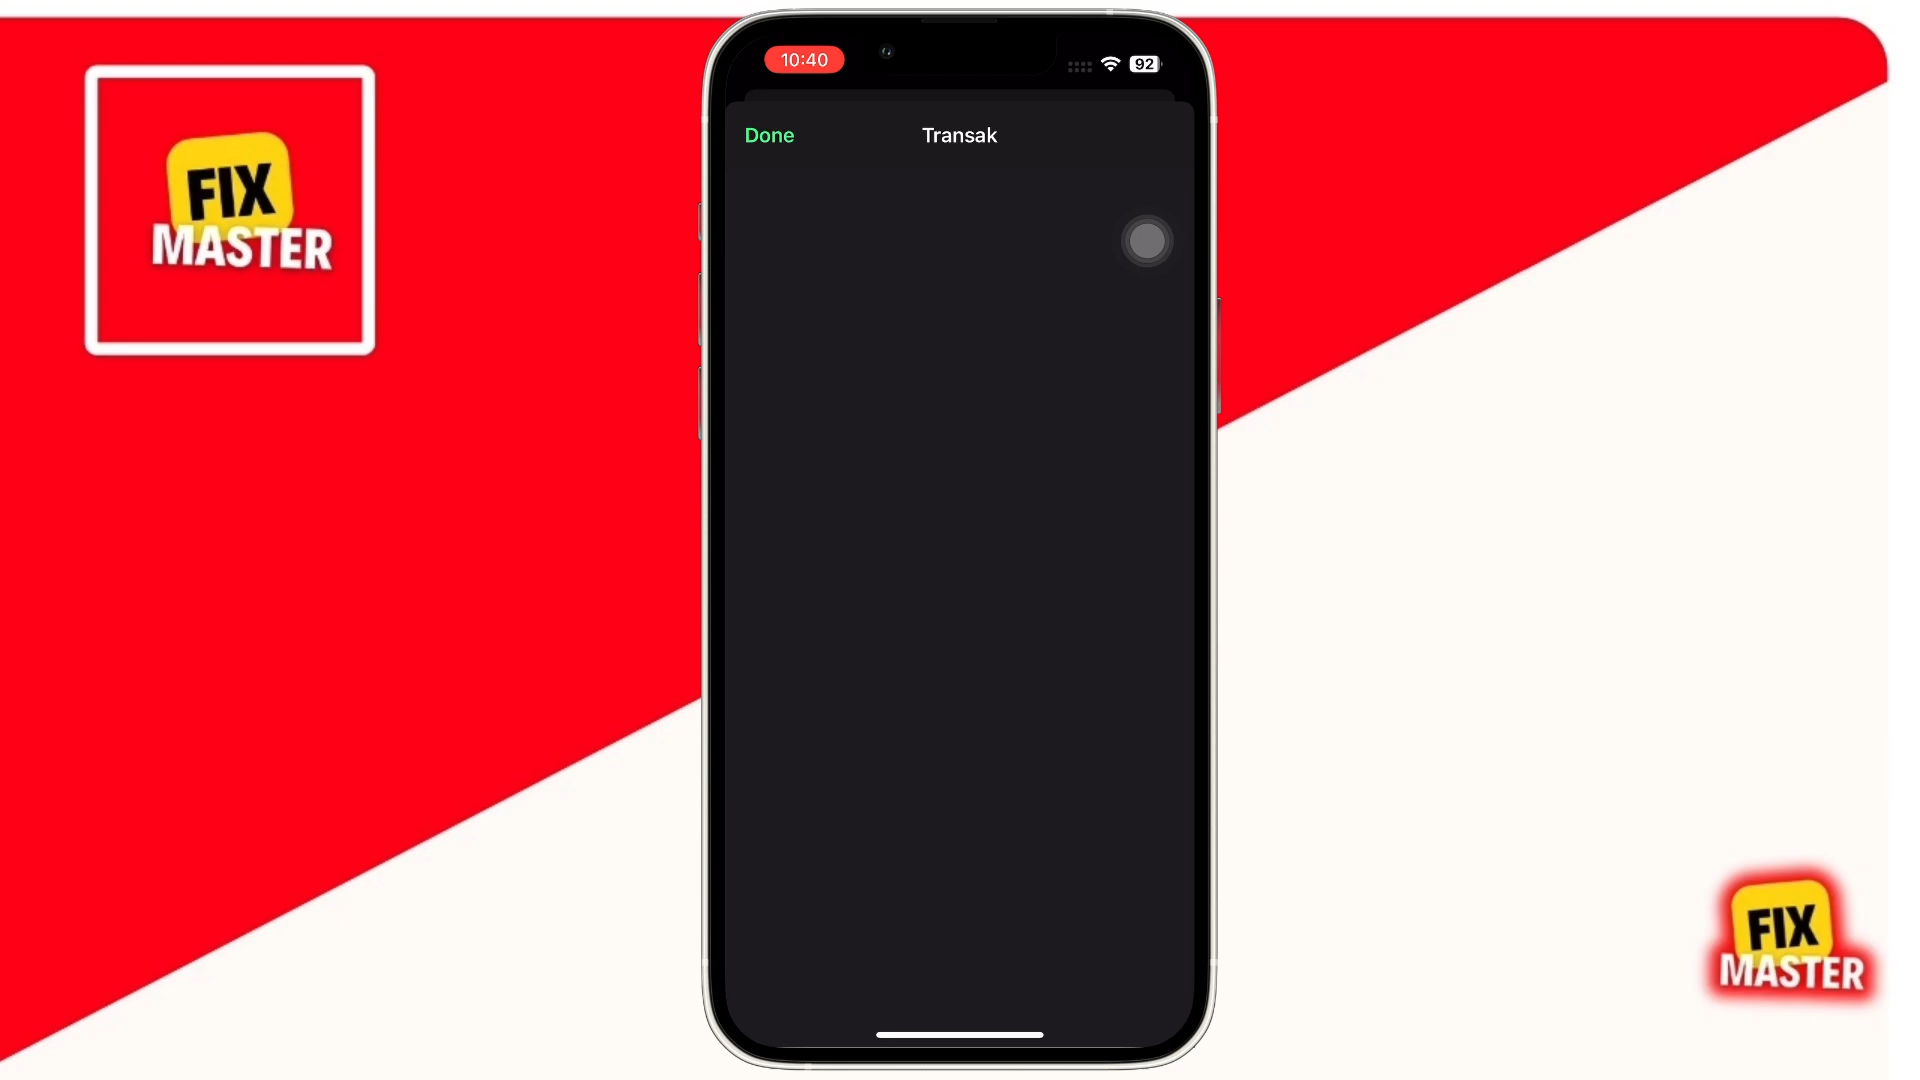 FIX
MASTER
10:40
92
Done
Transak
FIX
MASTER